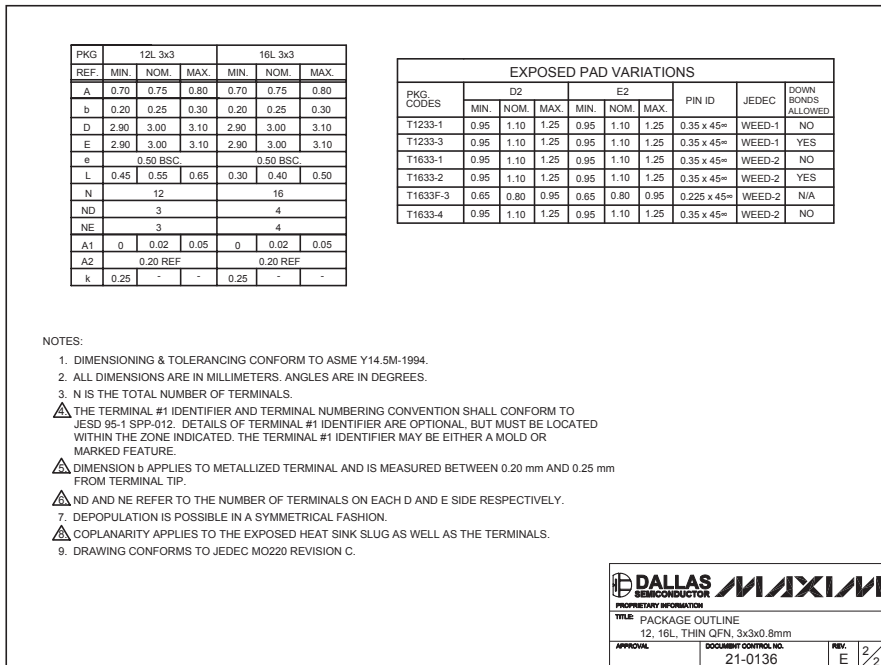 PKG 12L 3x3 16L 3x3
REF. MIN. NOM. MAX. MIN. NOM. MAX.
A 0.70 0.75 0.80 0.70 0.75 0.80
b 0.20 0.25 0.30 0.20 0.25 0.30
D 2.90 3.00 3.10 2.90 3.00 3.10
E 2.90 3.00 3.10 2.90 3.00 3.10
e 0.50 BSC. 0.50 BSC.
L 0.45 0.55 0.65 0.30 0.40 0.50
N 12 16
ND 3 4
NE 3 4
A1 0 0.02 0.05 0 0.02 0.05
A2 0.20 REF 0.20 REF
k 0.25 - - 0.25 - -
EXPOSED PAD VARIATIONS
PKG. CODES D2 E2 PIN ID JEDEC DOWN BONDS ALLOWED
MIN. NOM. MAX. MIN. NOM. MAX.
T1233-1 0.95 1.10 1.25 0.95 1.10 1.25 0.35 x 45∞ WEED-1 NO
T1233-3 0.95 1.10 1.25 0.95 1.10 1.25 0.35 x 45∞ WEED-1 YES
T1633-1 0.95 1.10 1.25 0.95 1.10 1.25 0.35 x 45∞ WEED-2 NO
T1633-2 0.95 1.10 1.25 0.95 1.10 1.25 0.35 x 45∞ WEED-2 YES
T1633F-3 0.65 0.80 0.95 0.65 0.80 0.95 0.225 x 45∞ WEED-2 N/A
T1633-4 0.95 1.10 1.25 0.95 1.10 1.25 0.35 x 45∞ WEED-2 NO
NOTES:
1. DIMENSIONING & TOLERANCING CONFORM TO ASME Y14.5M-1994.
2. ALL DIMENSIONS ARE IN MILLIMETERS. ANGLES ARE IN DEGREES.
3. N IS THE TOTAL NUMBER OF TERMINALS.
4. THE TERMINAL #1 IDENTIFIER AND TERMINAL NUMBERING CONVENTION SHALL CONFORM TO
JESD 95-1 SPP-012. DETAILS OF TERMINAL #1 IDENTIFIER ARE OPTIONAL, BUT MUST BE LOCATED
WITHIN THE ZONE INDICATED. THE TERMINAL #1 IDENTIFIER MAY BE EITHER A MOLD OR
MARKED FEATURE.
5. DIMENSION b APPLIES TO METALLIZED TERMINAL AND IS MEASURED BETWEEN 0.20 mm AND 0.25 mm
FROM TERMINAL TIP.
6. ND AND NE REFER TO THE NUMBER OF TERMINALS ON EACH D AND E SIDE RESPECTIVELY.
7. DEPOPULATION IS POSSIBLE IN A SYMMETRICAL FASHION.
8. COPLANARITY APPLIES TO THE EXPOSED HEAT SINK SLUG AS WELL AS THE TERMINALS.
9. DRAWING CONFORMS TO JEDEC MO220 REVISION C.
DALLAS SEMICONDUCTOR MAXIM
PROPRIETARY INFORMATION
TITLE: PACKAGE OUTLINE
12, 16L, THIN QFN, 3x3x0.8mm
APPROVAL DOCUMENT CONTROL NO. REV.
21-0136 E 2/2